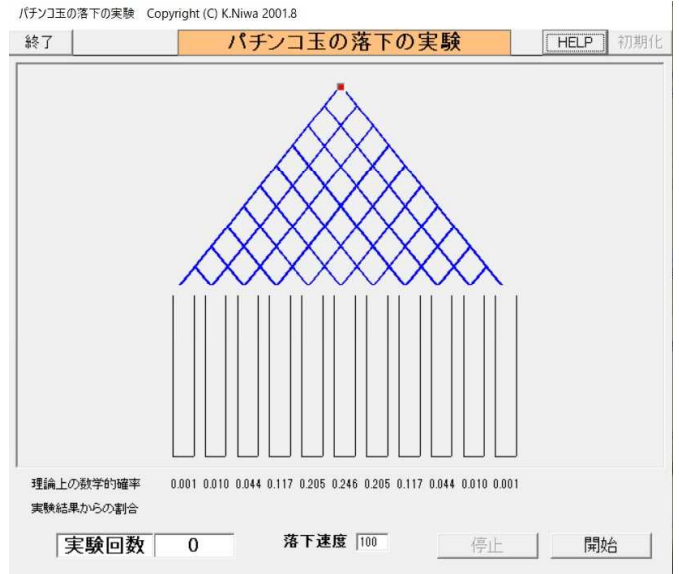 パチンコ玉の落下の実験 Copyright (C) K.Niwa 2001.8
終了 パチンコ玉の落下の実験 HELP 初期化
理論上の数学的確率 0.001 0.010 0.044 0.117 0.205 0.246 0.205 0.117 0.044 0.010 0.001
実験結果からの割合
実験回数 0 落下速度 100 停止 開始